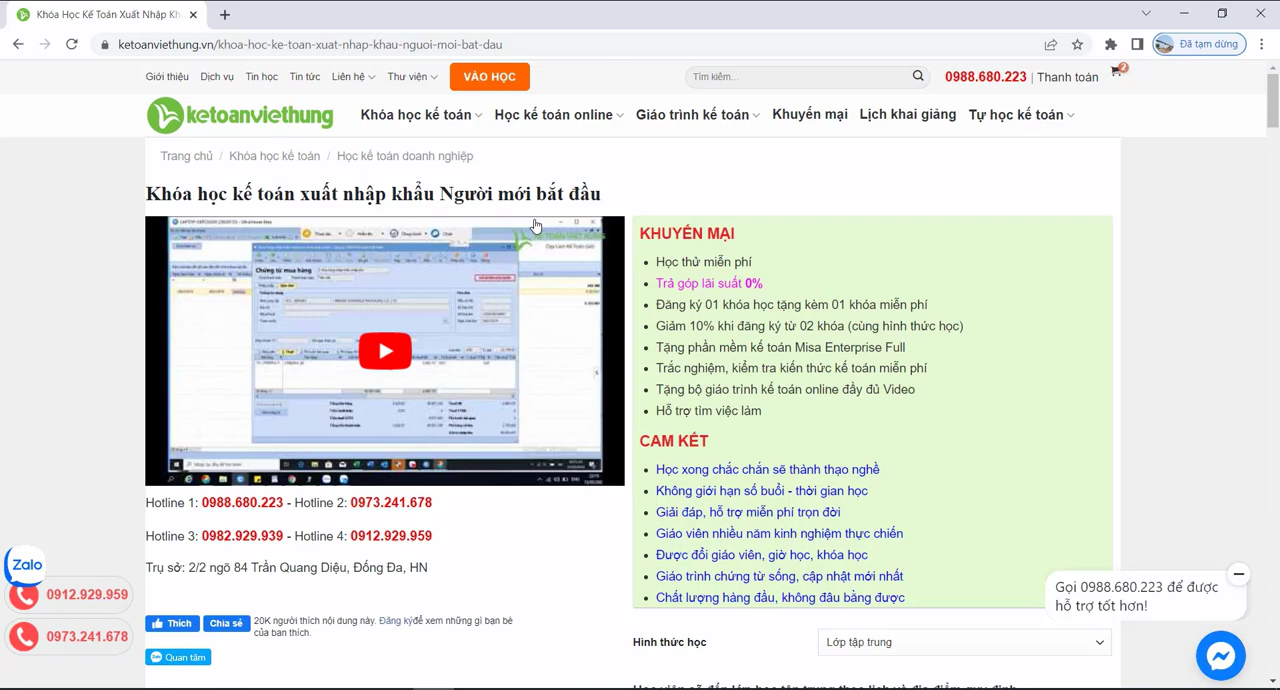 Khóa Học Kế Toán Xuất Nhập Kh
ketoanviethung.vn/khoa-hoc-ke-toan-xuat-nhap-khau-nguoi-moi-bat-dau
Đã tạm dừng
Giới thiệu Dịch vụ Tin học Tin tức Liên hệ Thư viện VÀO HỌC Tìm kiếm... 0988.680.223 | Thanh toán 2
ketoanviethung Khóa học kế toán Học kế toán online Giáo trình kế toán Khuyến mại Lịch khai giảng Tự học kế toán
Trang chủ / Khóa học kế toán / Học kế toán doanh nghiệp
Khóa học kế toán xuất nhập khẩu Người mới bắt đầu
Chứng từ mua hàng
Hotline 1: 0988.680.223 - Hotline 2: 0973.241.678
Hotline 3: 0982.929.939 - Hotline 4: 0912.929.959
Trụ sở: 2/2 ngõ 84 Trần Quang Diệu, Đống Đa, HN
Thích Chia sẻ 20K người thích nội dung này. Đăng ký để xem những gì bạn bè
của bạn thích.
Quan tâm
KHUYẾN MẠI
Học thử miễn phí
Trả góp lãi suất 0%
Đăng ký 01 khóa học tặng kèm 01 khóa miễn phí
Giảm 10% khi đăng ký từ 02 khóa (cùng hình thức học)
Tặng phần mềm kế toán Misa Enterprise Full
Trắc nghiệm, kiểm tra kiến thức kế toán miễn phí
Tặng bộ giáo trình kế toán online đầy đủ Video
Hỗ trợ tìm việc làm
CAM KẾT
Học xong chắc chắn sẽ thành thạo nghề
Không giới hạn số buổi - thời gian học
Giải đáp, hỗ trợ miễn phí trọn đời
Giáo viên nhiều năm kinh nghiệm thực chiến
Được đổi giáo viên, giờ học, khóa học
Giáo trình chứng từ sống, cập nhật mới nhất
Chất lượng hàng đầu, không đâu bằng được
Hình thức học Lớp tập trung
Zalo
0912.929.959
0973.241.678
Gọi 0988.680.223 để được
hỗ trợ tốt hơn!